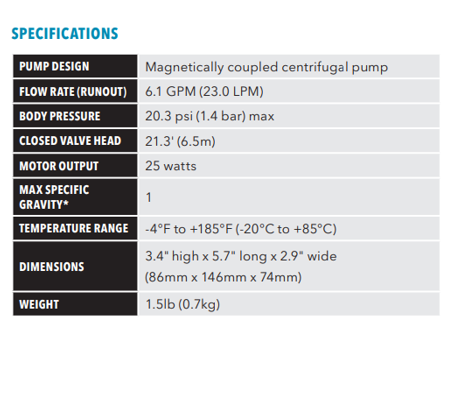 SPECIFICATIONS
PUMP DESIGN Magnetically coupled centrifugal pump
FLOW RATE (RUNOUT) 6.1 GPM (23.0 LPM)
BODY PRESSURE 20.3 psi (1.4 bar) max
CLOSED VALVE HEAD 21.3' (6.5m)
MOTOR OUTPUT 25 watts
MAX SPECIFIC
GRAVITY* 1
TEMPERATURE RANGE -4°F to +185°F (-20°C to +85°C)
DIMENSIONS 3.4" high x 5.7" long x 2.9" wide
(86mm x 146mm x 74mm)
WEIGHT 1.5lb (0.7kg)